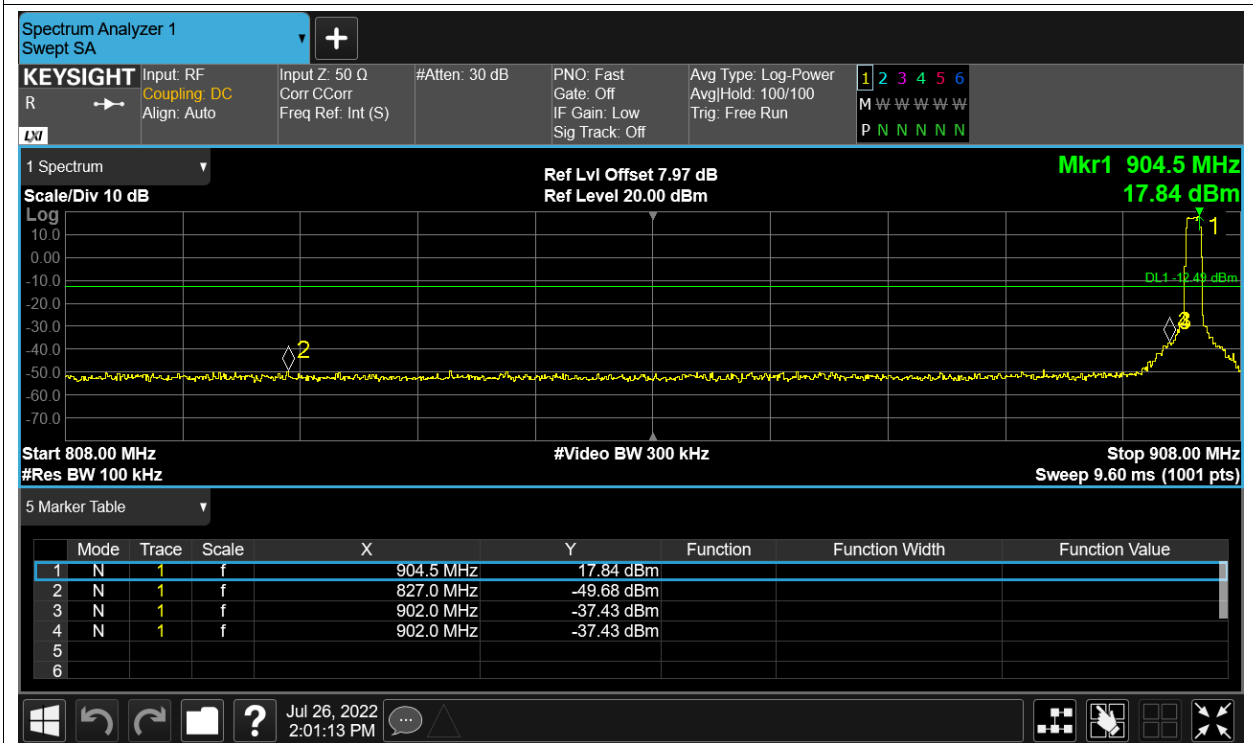 Spectrum Analyzer 1
Swept SA
+
KEYSIGHT Input: RF Input Z: 50 Ω #Atten: 30 dB PNO: Fast Avg Type: Log-Power 1 2 3 4 5 6
R Coupling: DC Corr CCorr Gate: Off Avg|Hold: 100/100 M W W W W W
Align: Auto Freq Ref: Int (S) IF Gain: Low Trig: Free Run
LXI Sig Track: Off P N N N N N
1 Spectrum Ref Lvl Offset 7.97 dB Mkr1 904.5 MHz
Scale/Div 10 dB Ref Level 20.00 dBm 17.84 dBm
Log
1
10.0
0.00
-10.0 DL1 -12.49 dBm
-20.0
-30.0
-40.0 2
-50.0
-60.0
-70.0
Start 808.00 MHz #Video BW 300 kHz Stop 908.00 MHz
#Res BW 100 kHz Sweep 9.60 ms (1001 pts)
5 Marker Table
Mode Trace Scale X Y Function Function Width Function Value
1 N 1 f 904.5 MHz 17.84 dBm
2 N 1 f 827.0 MHz -49.68 dBm
3 N 1 f 902.0 MHz -37.43 dBm
4 N 1 f 902.0 MHz -37.43 dBm
5
6
? Jul 26, 2022
2:01:13 PM